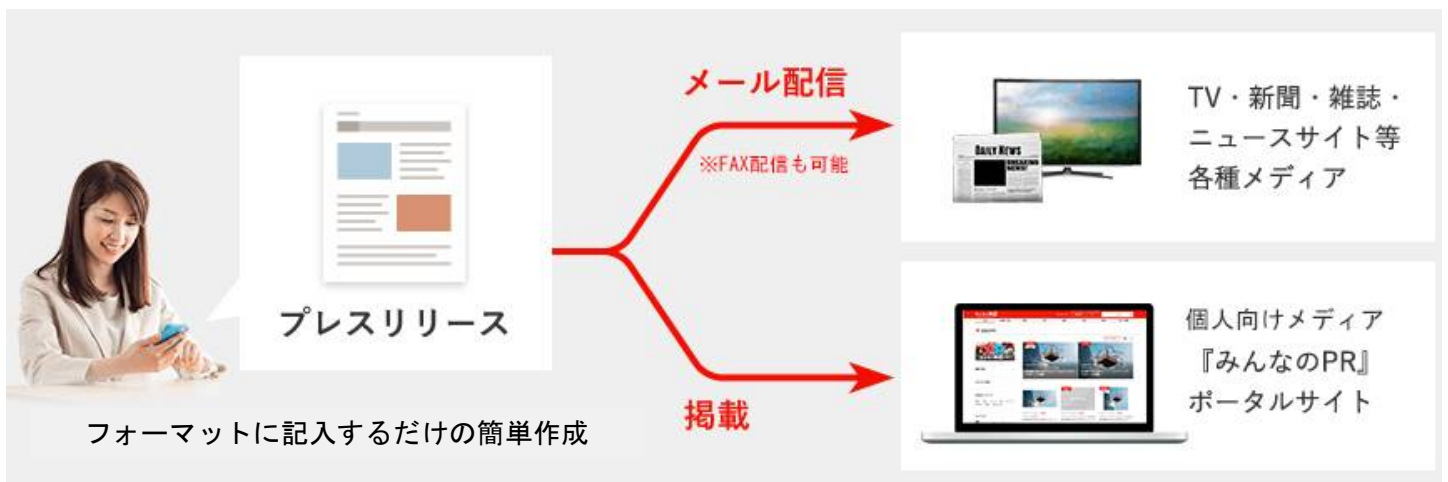 プレスリリース
フォーマットに記入するだけの簡単作成
メール配信
※FAX配信も可能
掲載
DAILY NEWS
BREAKING
NEWS!
TV・新聞・雑誌・
ニュースサイト等
各種メディア
個人向けメディア
『みんなのPR』
ポータルサイト